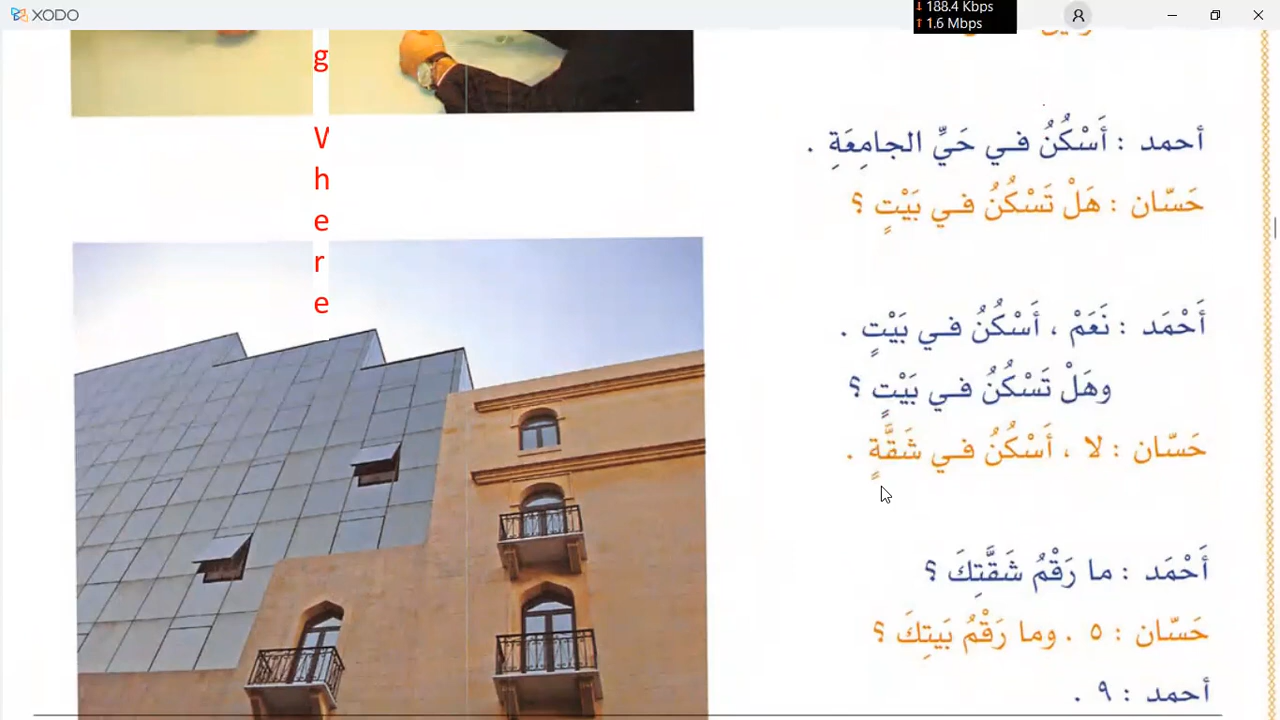 XODO
↓ 188.4 Kbps
↑ 1.6 Mbps
g
W
h
e
r
e
أحمد : أَسْكُنُ فـي حَيِّ الجامِعَةِ .
حَسّان : هَلْ تَسْكُنُ فـي بَيْتٍ ؟
أَحْمَد : نَعَمْ ، أَسْكُنُ فـي بَيْتٍ .
وهَلْ تَسْكُنُ فـي بَيْتٍ ؟
حَسّان : لا ، أَسْكُنُ فـي شَقَّةٍ .
أَحْمَد : ما رَقْمُ شَقَّتِكَ ؟
حَسّان : ٥ . وما رَقْمُ بَيتِكَ ؟
أحمد : ٩ .